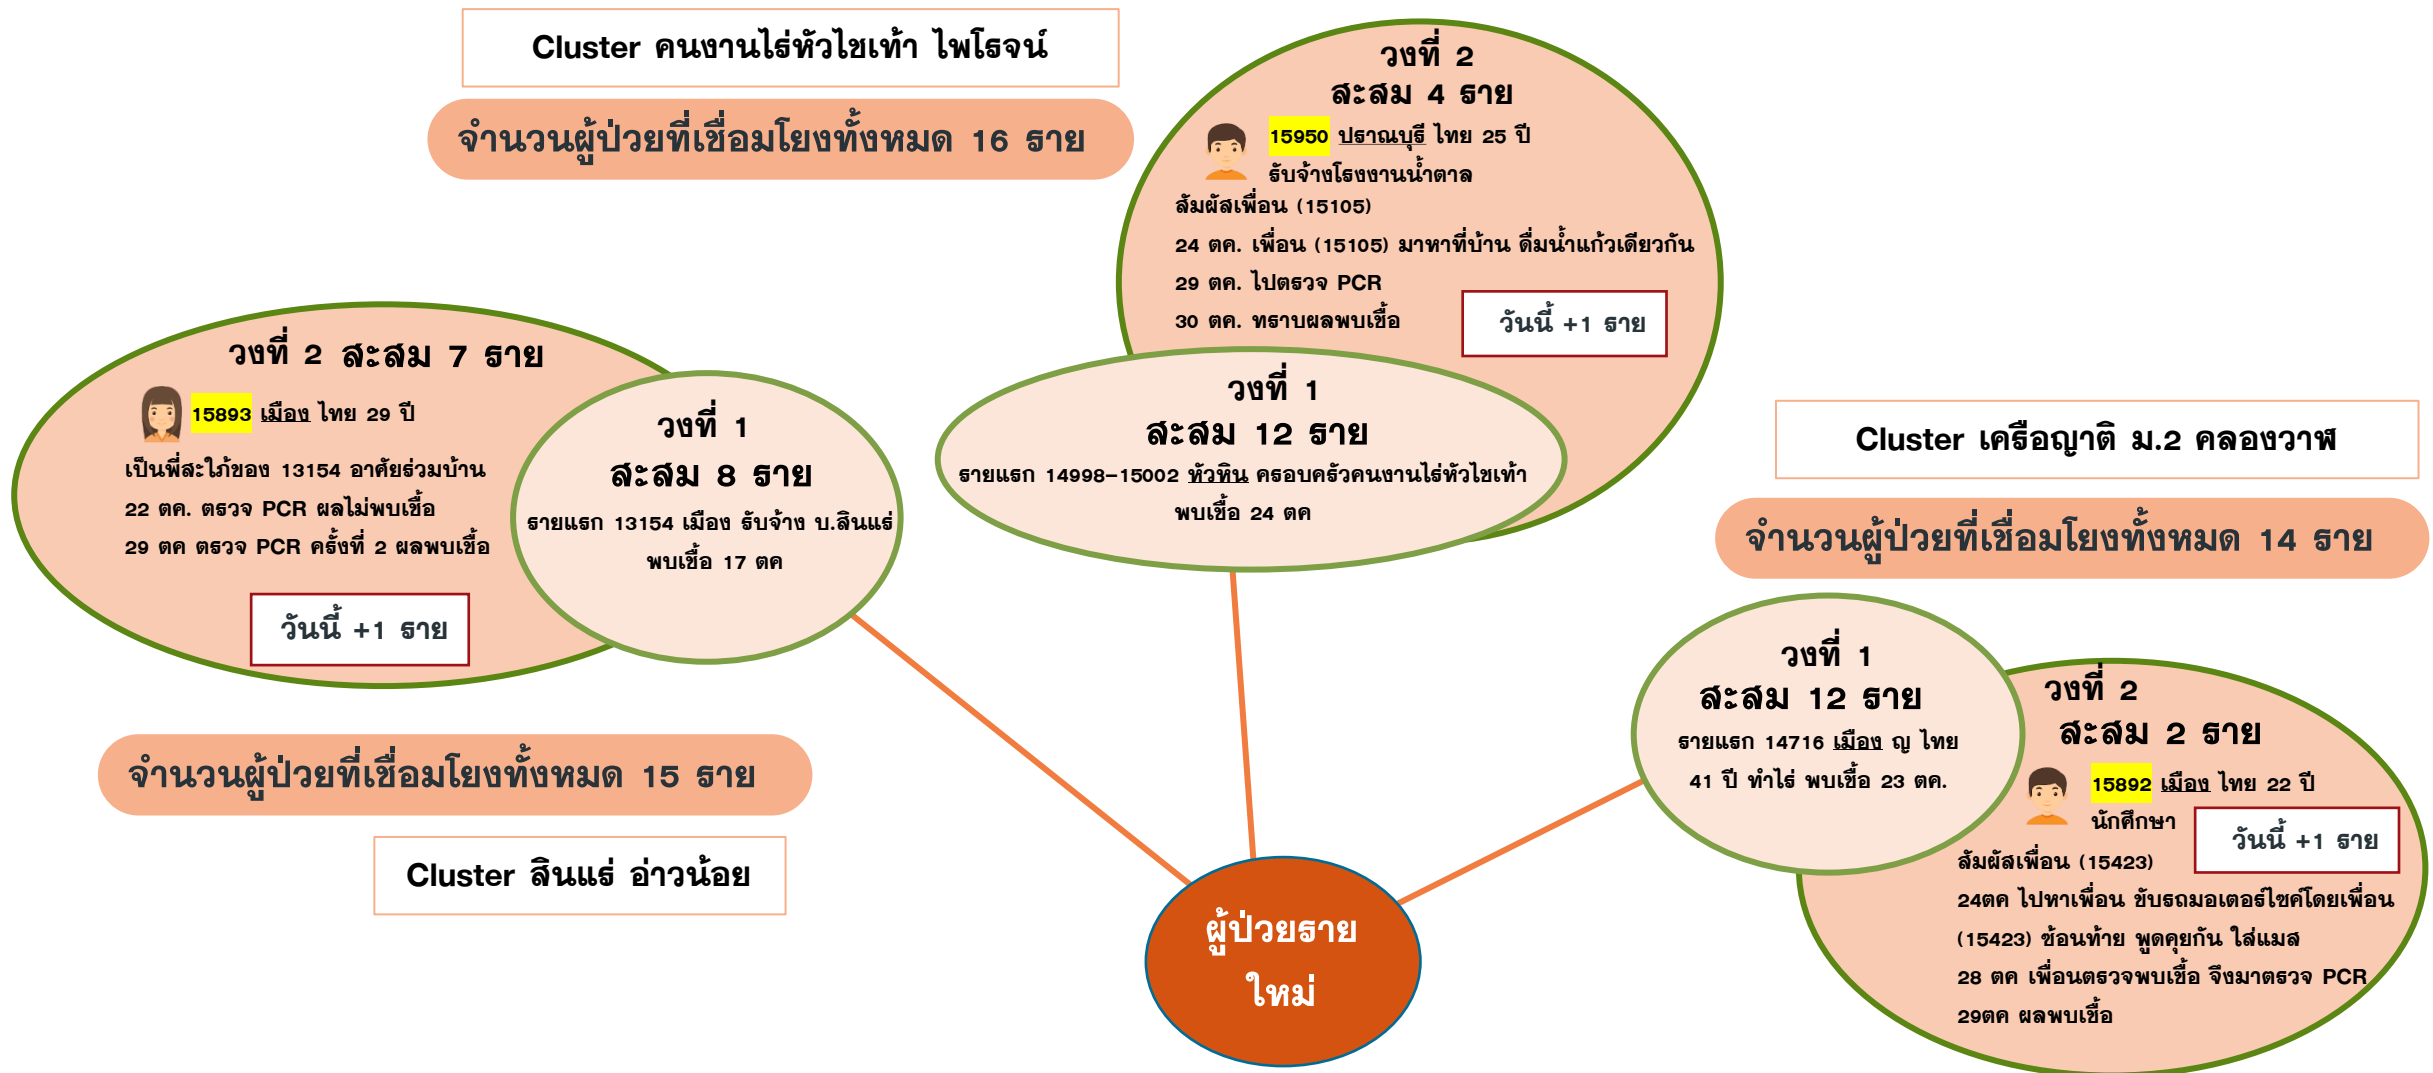 Cluster คนงานไร่หัวไชเท้า ไพโรจน์
จำนวนผู้ป่วยที่เชื่อมโยงทั้งหมด 16 ราย
วงที่ 2
สะสม 4 ราย
15950 ปราณบุรี ไทย 25 ปี
รับจ้างโรงงานน้ำตาล
สัมผัสเพื่อน (15105)
24 ตค. เพื่อน (15105) มาหาที่บ้าน ดื่มน้ำแก้วเดียวกัน
29 ตค. ไปตรวจ PCR
30 ตค. ทราบผลพบเชื้อ
วันนี้ +1 ราย
วงที่ 1
สะสม 12 ราย
รายแรก 14998-15002 หัวหิน ครอบครัวคนงานไร่หัวไชเท้า
พบเชื้อ 24 ตค
วงที่ 2 สะสม 7 ราย
15893 เมือง ไทย 29 ปี
เป็นพี่สะใภ้ของ 13154 อาศัยร่วมบ้าน
22 ตค. ตรวจ PCR ผลไม่พบเชื้อ
29 ตค ตรวจ PCR ครั้งที่ 2 ผลพบเชื้อ
วันนี้ +1 ราย
วงที่ 1
สะสม 8 ราย
รายแรก 13154 เมือง รับจ้าง บ.สินแร่
พบเชื้อ 17 ตค
จำนวนผู้ป่วยที่เชื่อมโยงทั้งหมด 15 ราย
Cluster สินแร่ อ่าวน้อย
Cluster เครือญาติ ม.2 คลองวาฬ
จำนวนผู้ป่วยที่เชื่อมโยงทั้งหมด 14 ราย
วงที่ 1
สะสม 12 ราย
รายแรก 14716 เมือง ญ ไทย
41 ปี ทำไร่ พบเชื้อ 23 ตค.
วงที่ 2
สะสม 2 ราย
15892 เมือง ไทย 22 ปี
นักศึกษา
วันนี้ +1 ราย
สัมผัสเพื่อน (15423)
24ตค ไปหาเพื่อน ขับรถมอเตอร์ไซค์โดยเพื่อน
(15423) ซ้อนท้าย พูดคุยกัน ใส่แมส
28 ตค เพื่อนตรวจพบเชื้อ จึงมาตรวจ PCR
29ตค ผลพบเชื้อ
ผู้ป่วยราย
ใหม่